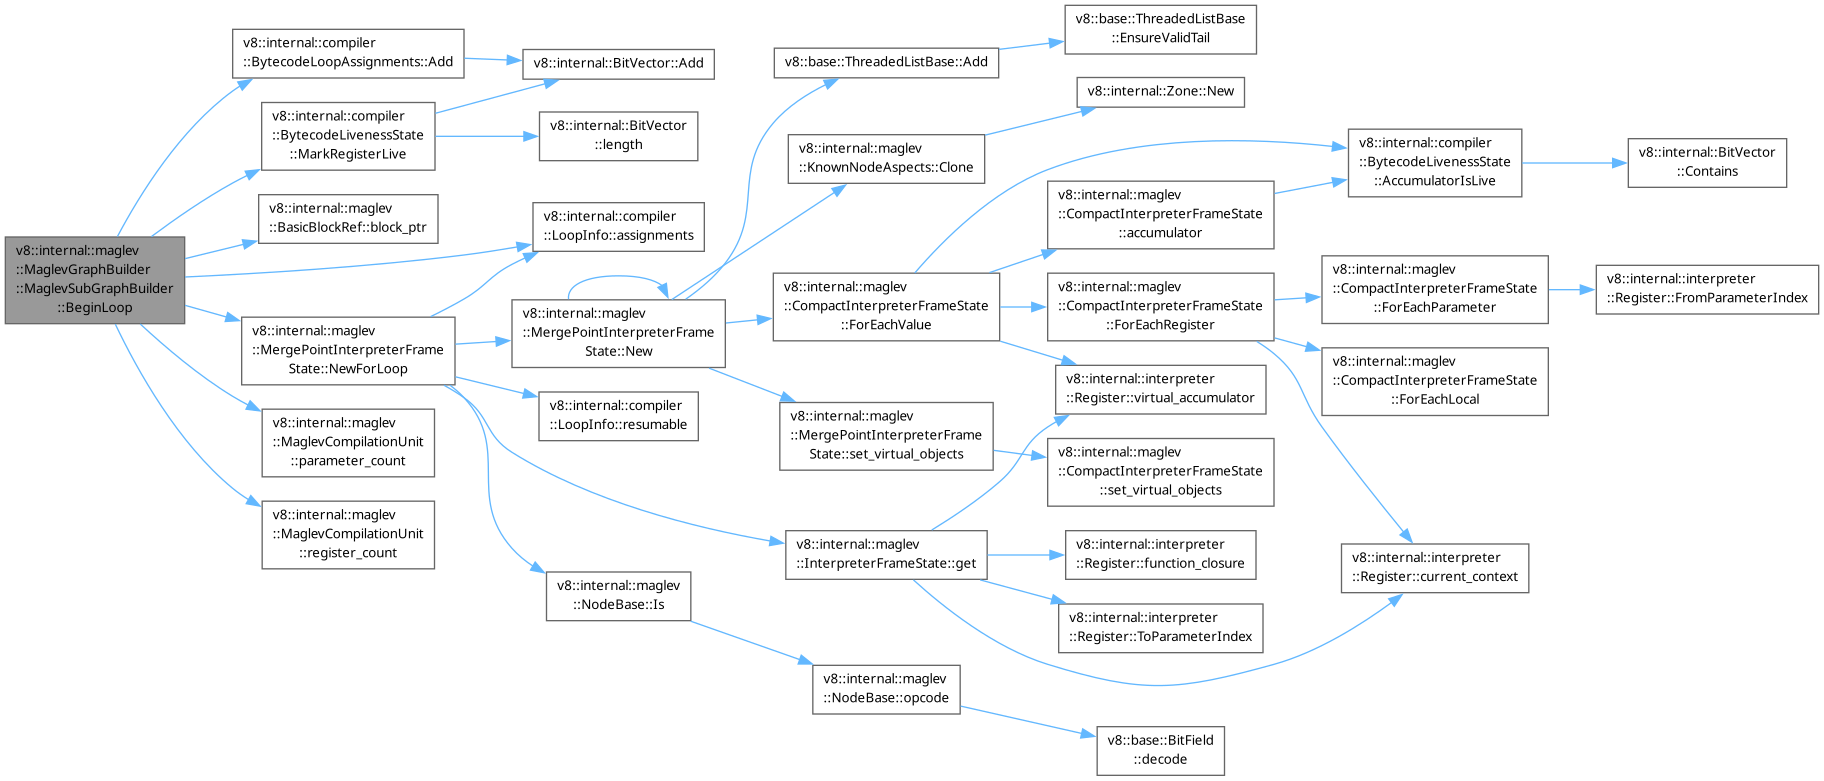 v8::internal::maglev
::MaglevGraphBuilder
::MaglevSubGraphBuilder
::BeginLoop
v8::internal::compiler
::BytecodeLoopAssignments::Add
v8::internal::compiler
::BytecodeLivenessState
::MarkRegisterLive
v8::internal::maglev
::BasicBlockRef::block_ptr
v8::internal::maglev
::MergePointInterpreterFrame
State::NewForLoop
v8::internal::maglev
::MaglevCompilationUnit
::parameter_count
v8::internal::maglev
::MaglevCompilationUnit
::register_count
v8::internal::BitVector::Add
v8::internal::BitVector
::length
v8::internal::compiler
::LoopInfo::assignments
v8::internal::maglev
::MergePointInterpreterFrame
State::New
v8::internal::compiler
::LoopInfo::resumable
v8::internal::maglev
::NodeBase::Is
v8::base::ThreadedListBase::Add
v8::internal::maglev
::KnownNodeAspects::Clone
v8::internal::maglev
::CompactInterpreterFrameState
::ForEachValue
v8::internal::maglev
::MergePointInterpreterFrame
State::set_virtual_objects
v8::internal::maglev
::InterpreterFrameState::get
v8::internal::maglev
::NodeBase::opcode
v8::base::ThreadedListBase
::EnsureValidTail
v8::internal::Zone::New
v8::internal::maglev
::CompactInterpreterFrameState
::accumulator
v8::internal::maglev
::CompactInterpreterFrameState
::ForEachRegister
v8::internal::interpreter
::Register::virtual_accumulator
v8::internal::maglev
::CompactInterpreterFrameState
::set_virtual_objects
v8::internal::interpreter
::Register::function_closure
v8::internal::interpreter
::Register::ToParameterIndex
v8::base::BitField
::decode
v8::internal::compiler
::BytecodeLivenessState
::AccumulatorIsLive
v8::internal::maglev
::CompactInterpreterFrameState
::ForEachParameter
v8::internal::maglev
::CompactInterpreterFrameState
::ForEachLocal
v8::internal::interpreter
::Register::current_context
v8::internal::BitVector
::Contains
v8::internal::interpreter
::Register::FromParameterIndex